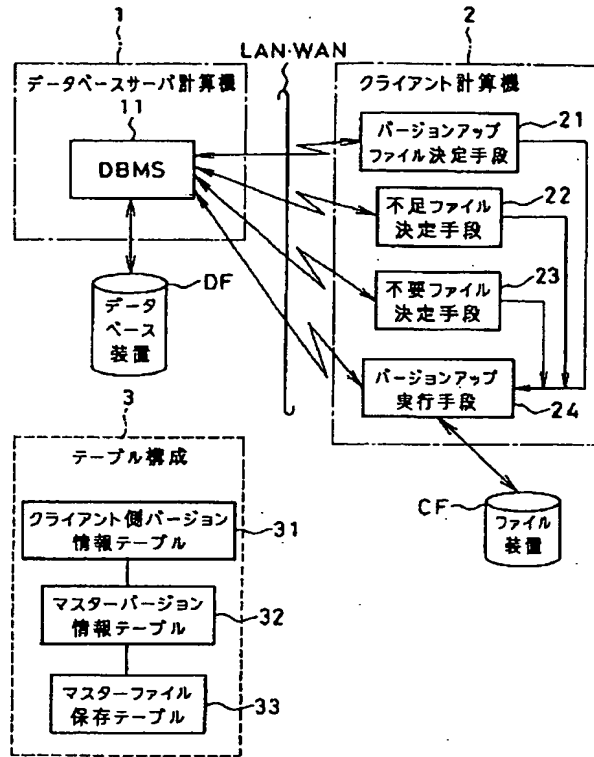 1
データベースサーバ計算機
11
DBMS
DF
データ
ベース
装置
LAN・WAN
2
クライアント計算機
バージョンアップ
ファイル決定手段
21
不足ファイル
決定手段
22
不要ファイル
決定手段
23
バージョンアップ
実行手段
24
CF
ファイル
装置
3
テーブル構成
クライアント側バージョン
情報テーブル
31
マスターバージョン
情報テーブル
32
マスターファイル
保存テーブル
33